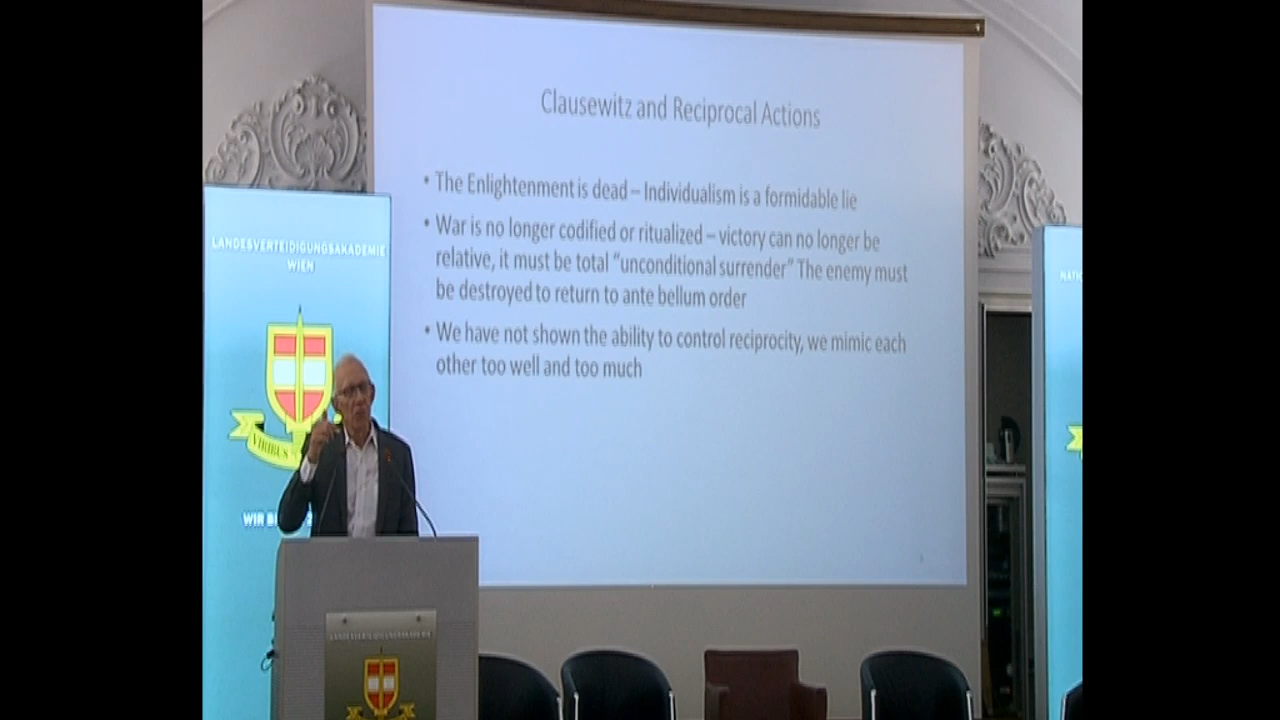 Clausewitz and Reciprocal Actions
• The Enlightenment is dead – Individualism is a formidable lie
• War is no longer codified or ritualized – victory can no longer be
relative, it must be total “unconditional surrender” The enemy must
be destroyed to return to ante bellum order
• We have not shown the ability to control reciprocity, we mimic each
other too well and too much
LANDESVERTEIDIGUNGSAKADEMIE
WIEN
VIRIBUS
WIR
LANDESVERTEIDIGUNGSAKADEMIE